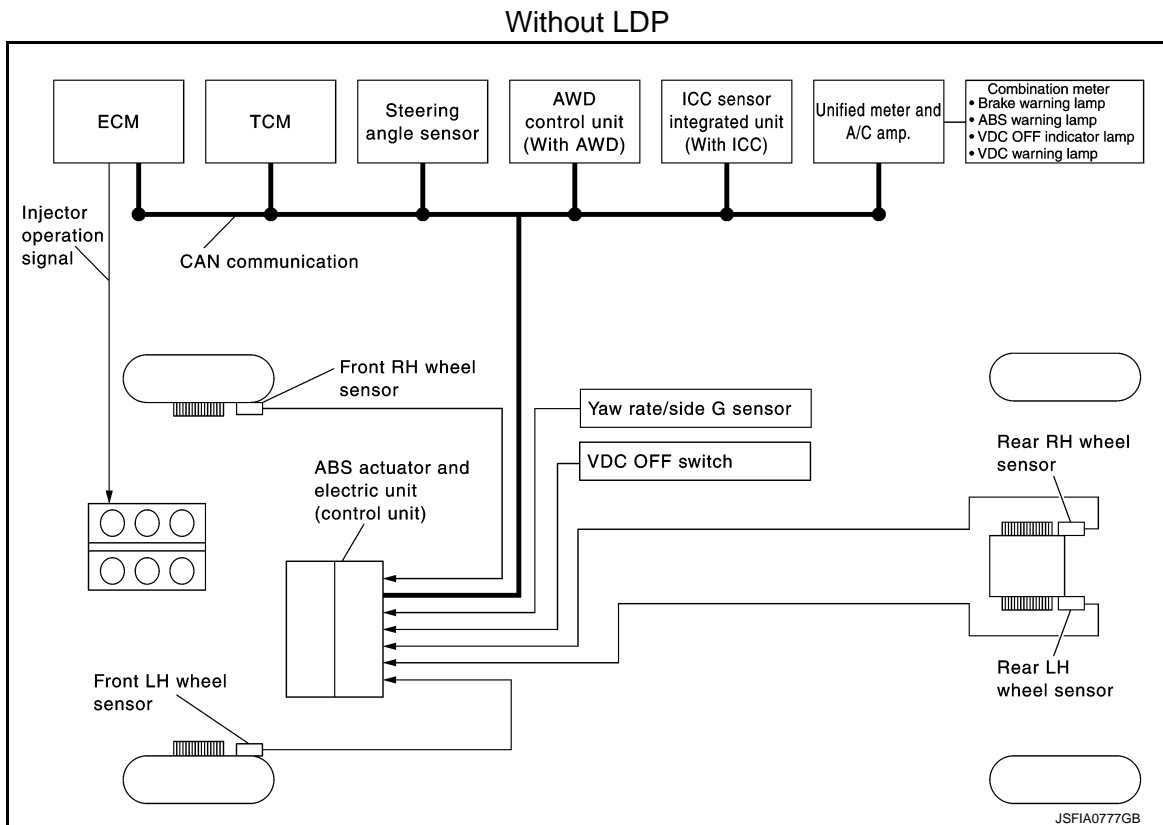 Without LDP
ECM
TCM
Steering
angle sensor
AWD
control unit
(With AWD)
ICC sensor
integrated unit
(With ICC)
Unified meter and
A/C amp.
Combination meter
• Brake warning lamp
• ABS warning lamp
• VDC OFF indicator lamp
• VDC warning lamp
Injector
operation
signal
CAN communication
Front RH wheel
sensor
Yaw rate/side G sensor
VDC OFF switch
Rear RH wheel
sensor
ABS actuator and
electric unit
(control unit)
Front LH wheel
sensor
Rear LH
wheel sensor
JSFIA0777GB